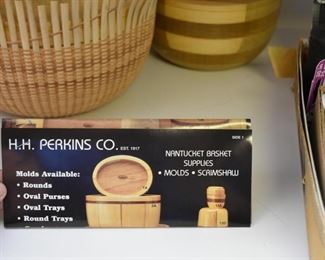 SIDE 1
H.H. PERKINS CO. EST. 1917
NANTUCKET BASKET
SUPPLIES
• MOLDS • SCRIMSHAW
Molds Available:
• Rounds
• Oval Purses
• Oval Trays
• Round Trays